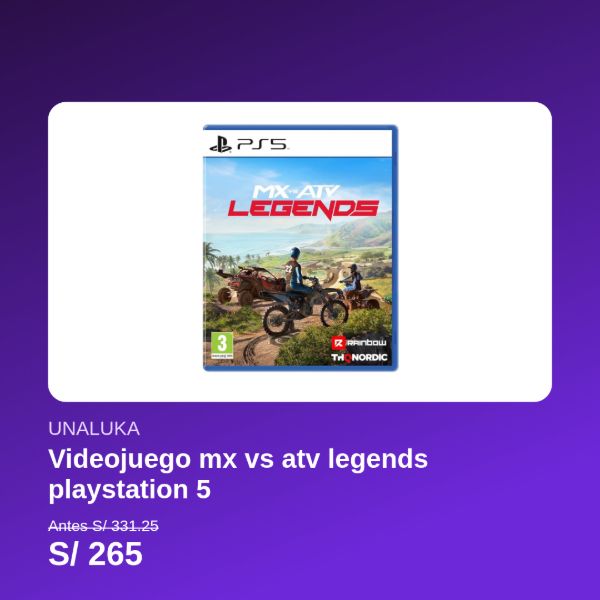 PS5
MX vs ATV
LEGENDS
22
3
RAINBOW
THQ NORDIC
UNALUKA
Videojuego mx vs atv legends
playstation 5
Antes S/ 331.25
S/ 265